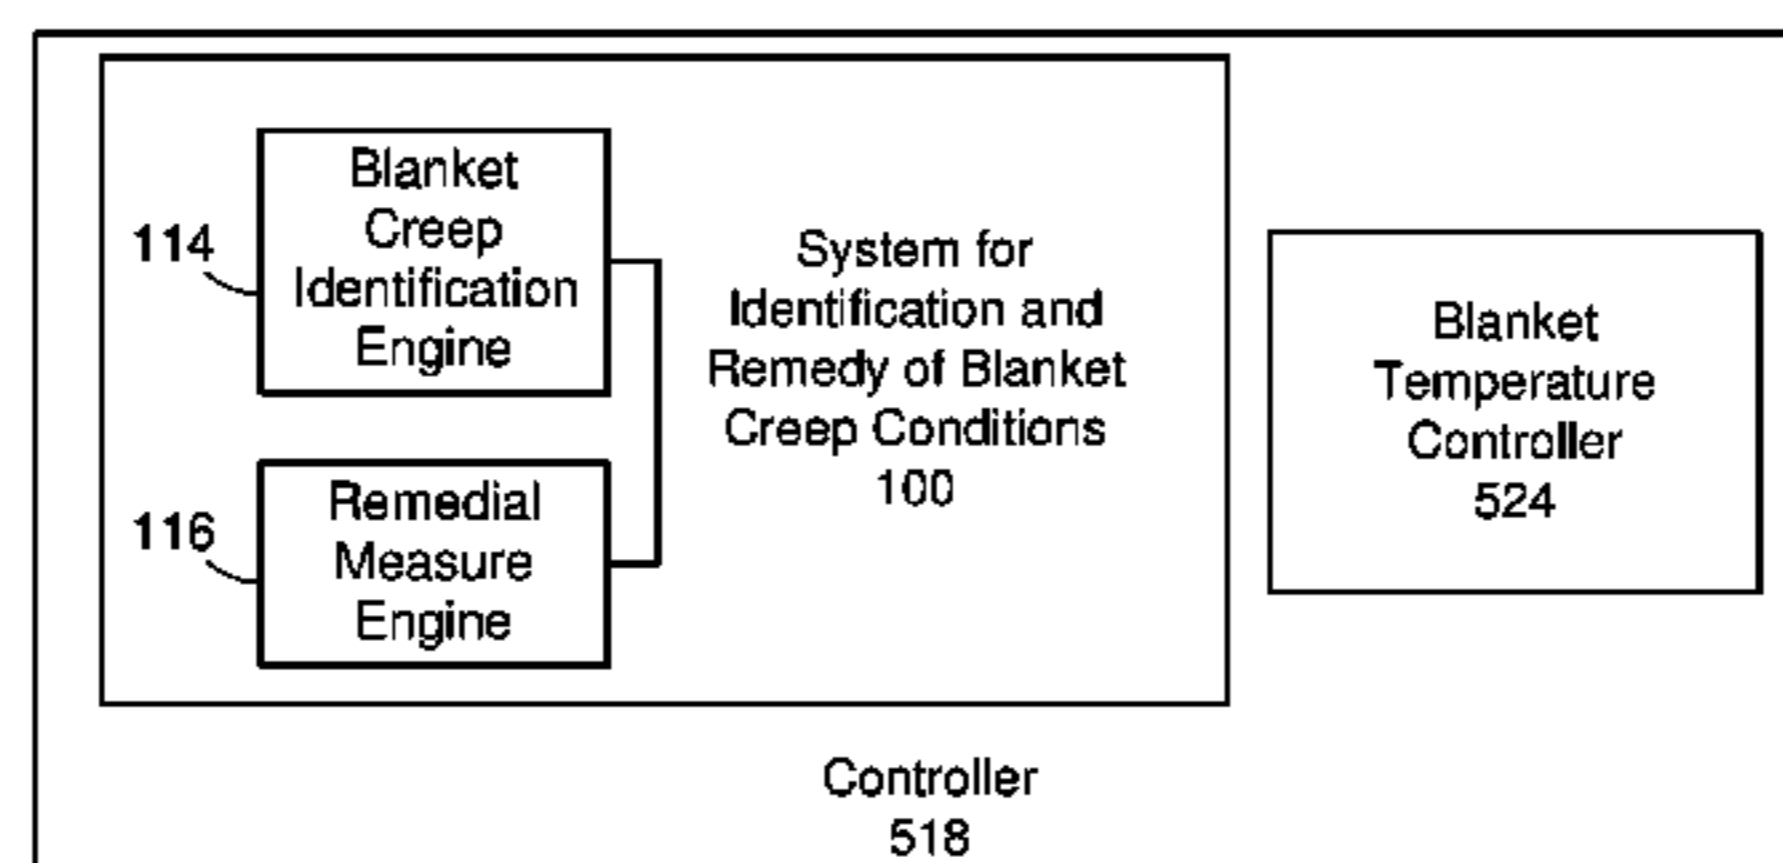 Blanket
Creep
Identification
Engine
114
Remedial
Measure
Engine
116
System for
Identification and
Remedy of Blanket
Creep Conditions
100
Blanket
Temperature
Controller
524
Controller
518